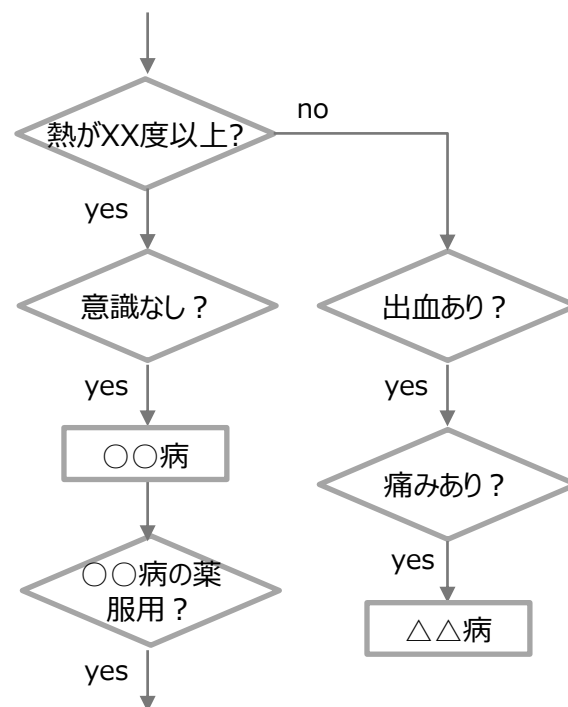 熱がXX度以上?
no
yes
意識なし？
出血あり？
yes
yes
○○病
痛みあり？
yes
○○病の薬
服用？
△△病
yes